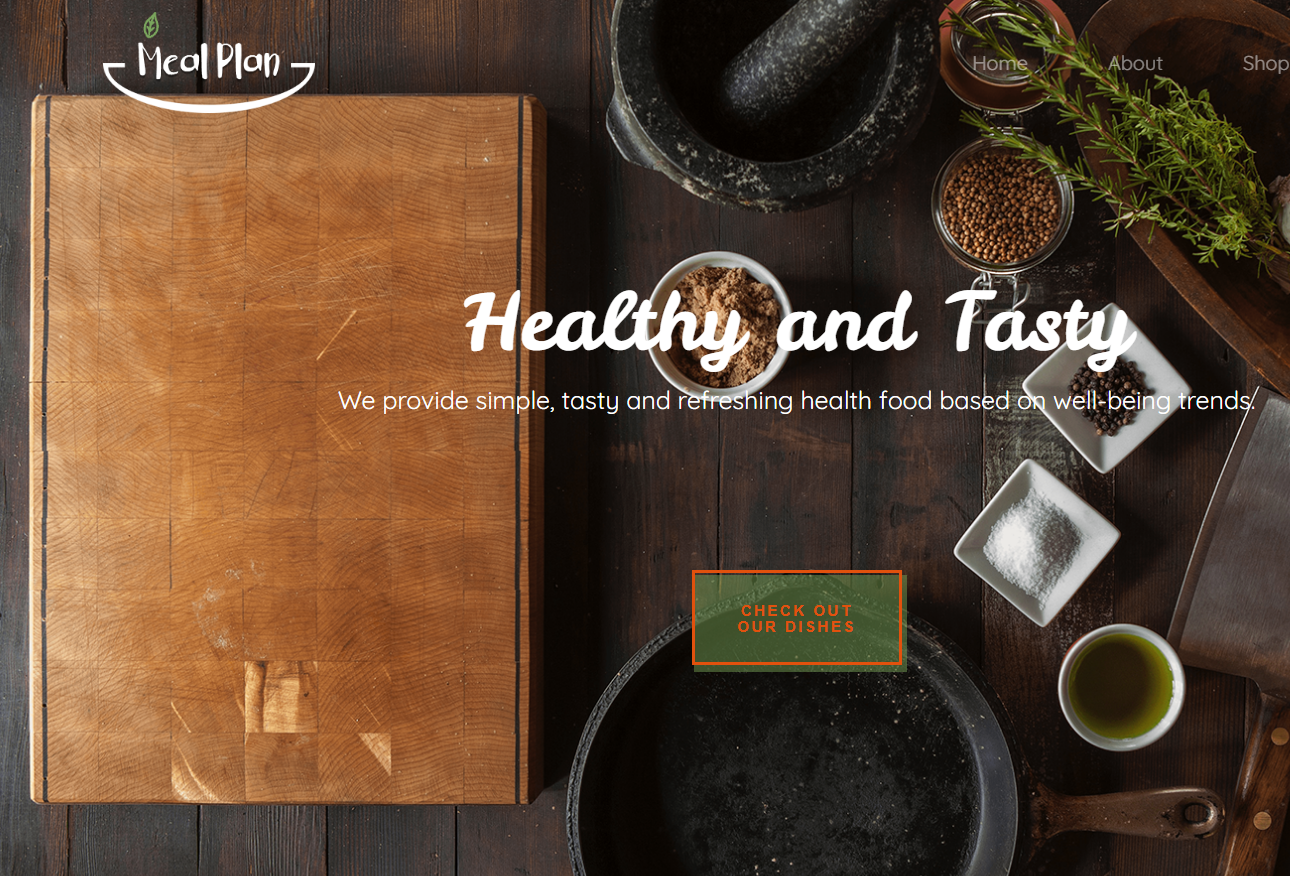 Meal Plan
Home About Shop
Healthy and Tasty
We provide simple, tasty and refreshing health food based on well-being trends.
CHECK OUT
OUR DISHES